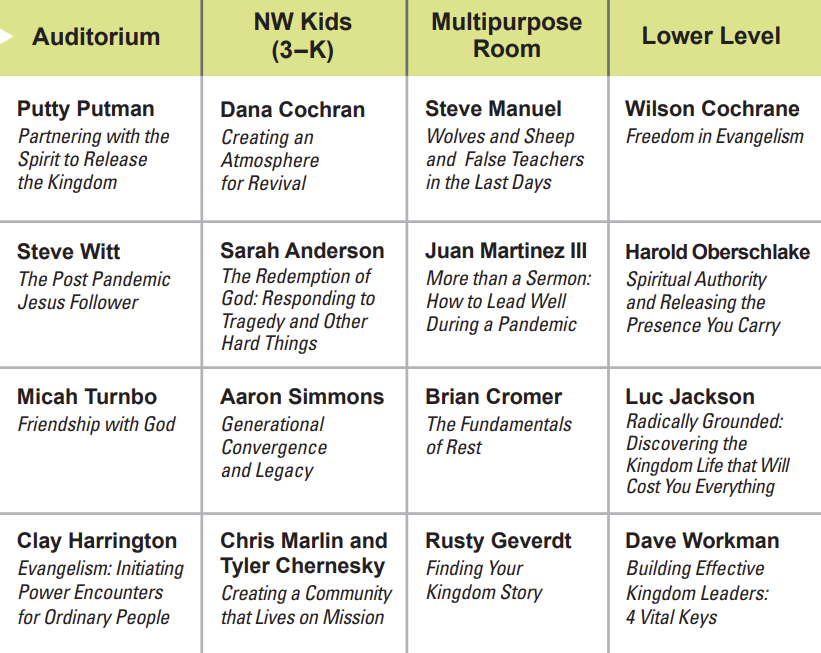 Auditorium
NW Kids
(3–K)
Multipurpose
Room
Lower Level
Putty Putman
Partnering with the
Spirit to Release
the Kingdom
Dana Cochran
Creating an
Atmosphere
for Revival
Steve Manuel
Wolves and Sheep
and False Teachers
in the Last Days
Wilson Cochrane
Freedom in Evangelism
Steve Witt
The Post Pandemic
Jesus Follower
Sarah Anderson
The Redemption of
God: Responding to
Tragedy and Other
Hard Things
Juan Martinez III
More than a Sermon:
How to Lead Well
During a Pandemic
Harold Oberschlake
Spiritual Authority
and Releasing the
Presence You Carry
Micah Turnbo
Friendship with God
Aaron Simmons
Generational
Convergence
and Legacy
Brian Cromer
The Fundamentals
of Rest
Luc Jackson
Radically Grounded:
Discovering the
Kingdom Life that Will
Cost You Everything
Clay Harrington
Evangelism: Initiating
Power Encounters
for Ordinary People
Chris Marlin and
Tyler Chernesky
Creating a Community
that Lives on Mission
Rusty Geverdt
Finding Your
Kingdom Story
Dave Workman
Building Effective
Kingdom Leaders:
4 Vital Keys